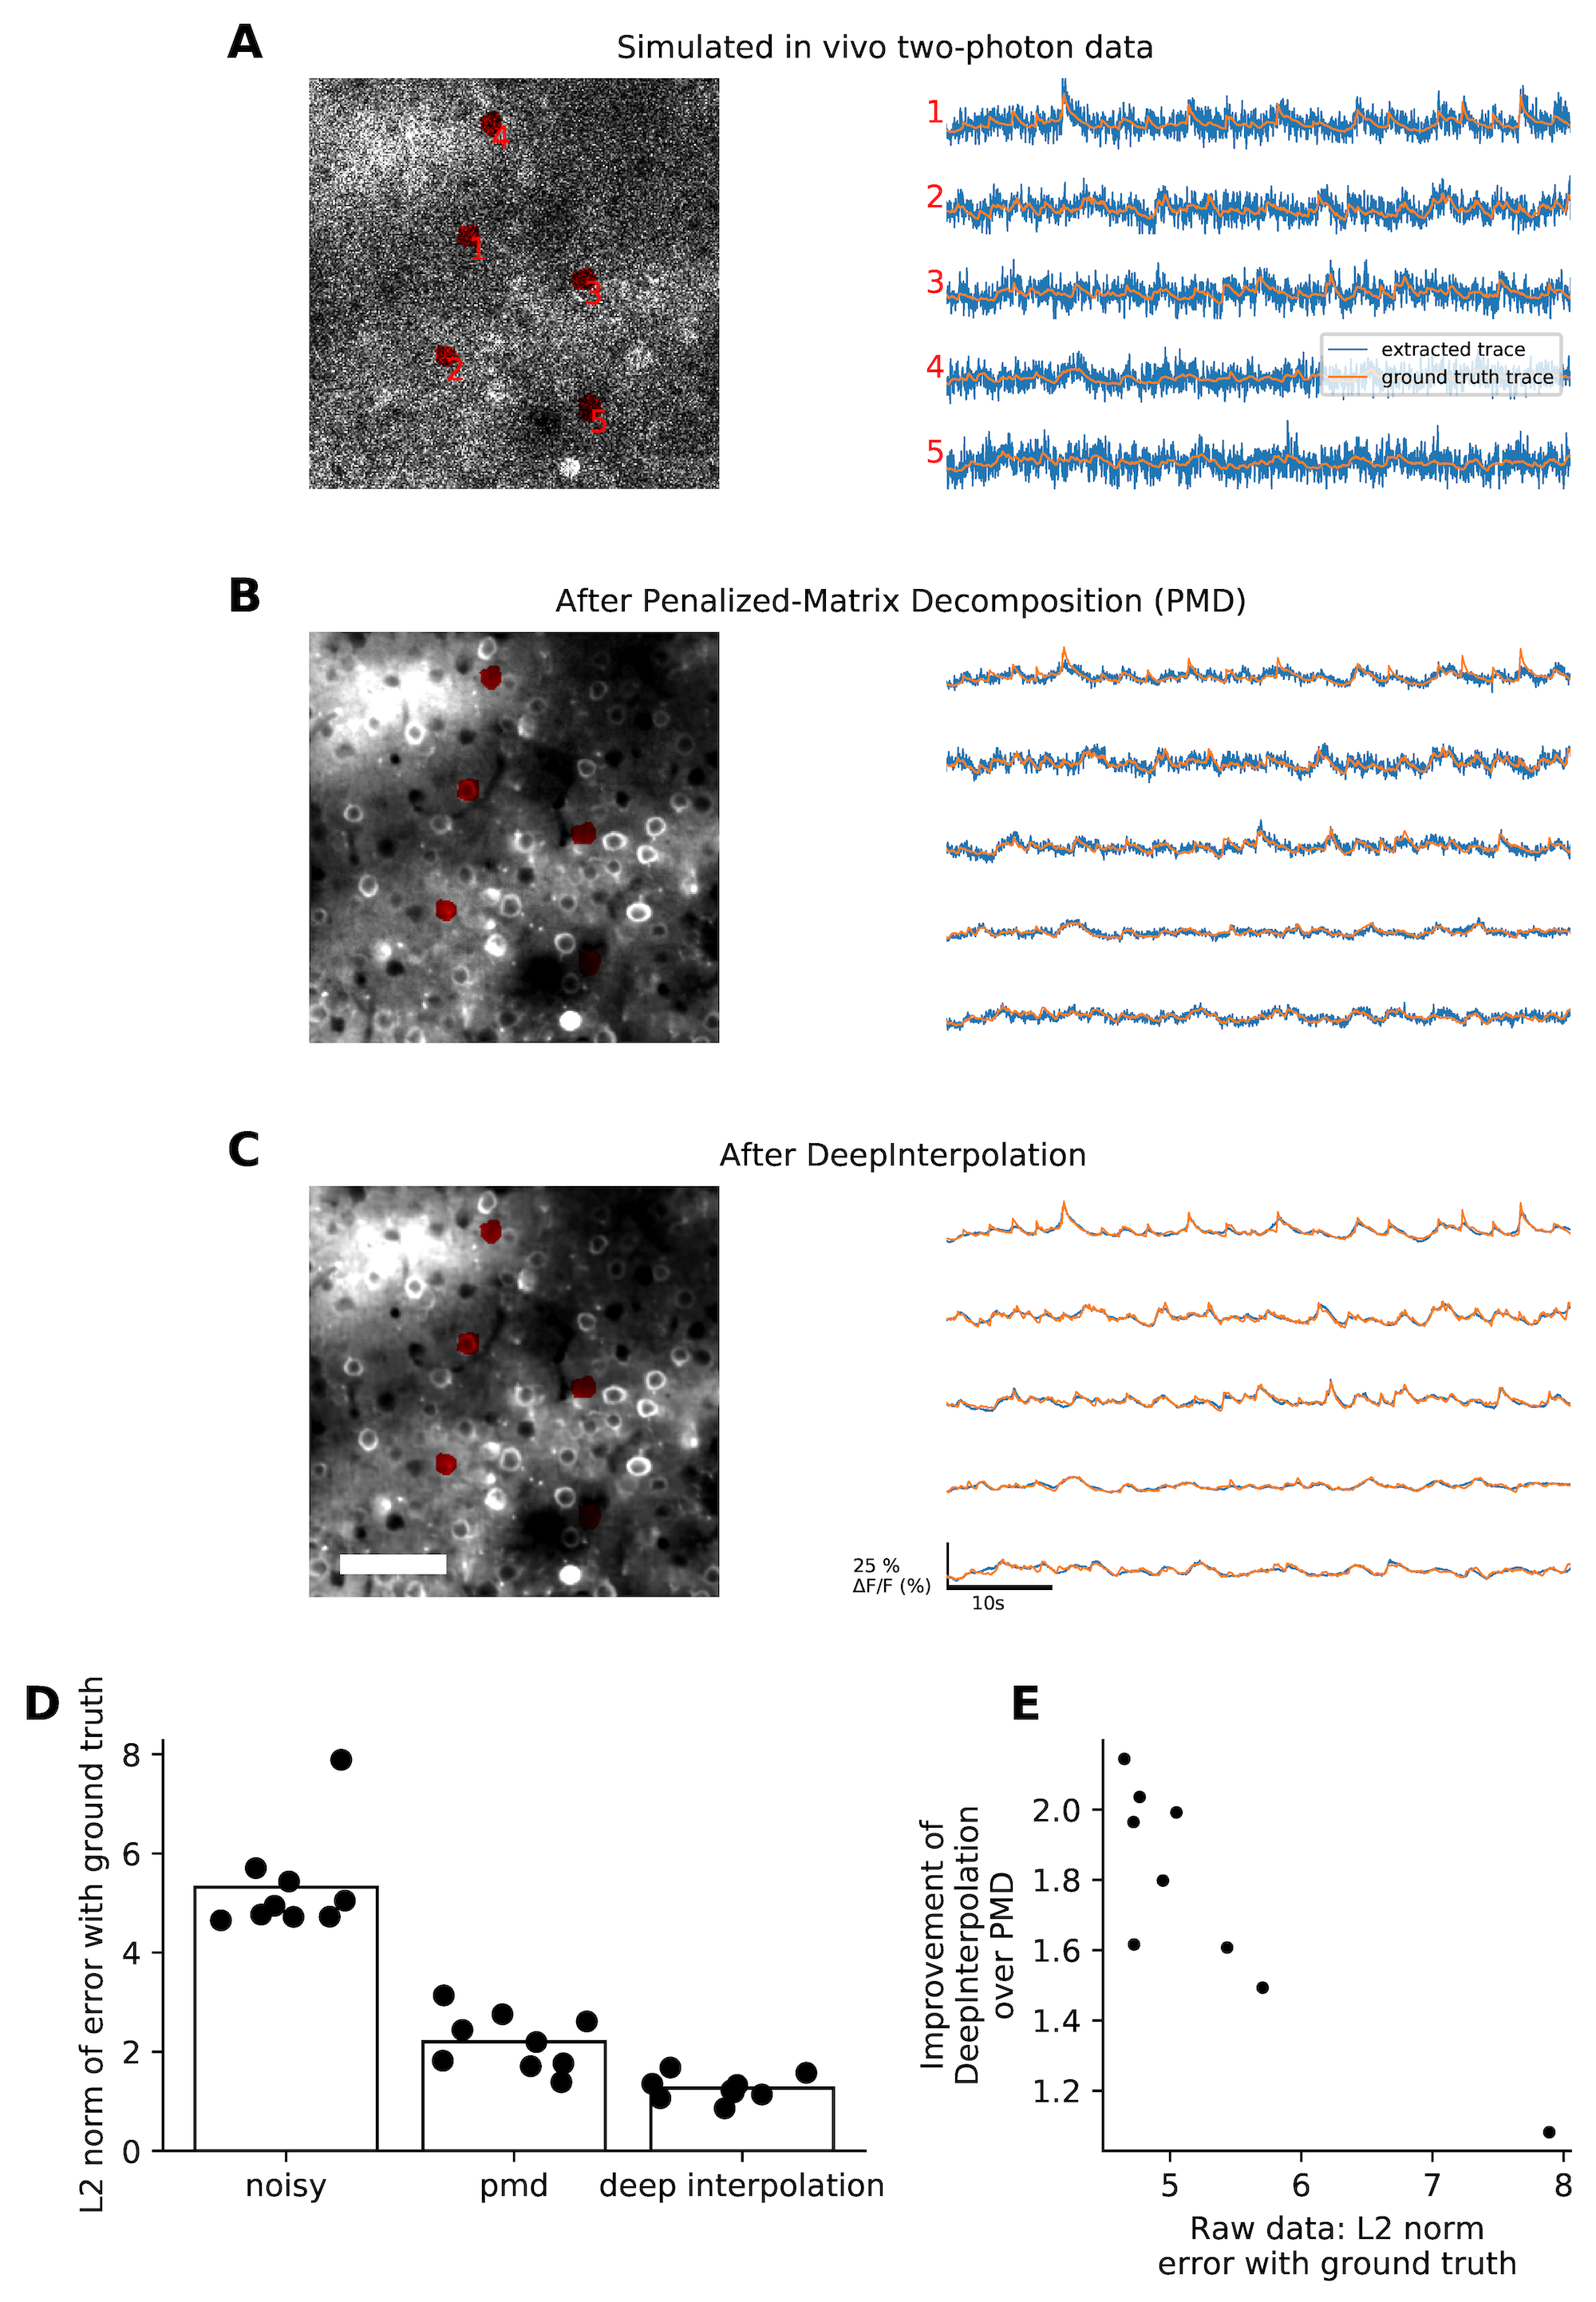 A
Simulated in vivo two-photon data
4
1
3
2
5
1
2
3
4
5
extracted trace
ground truth trace
B
After Penalized-Matrix Decomposition (PMD)
C
After DeepInterpolation
25 %
ΔF/F (%)
10s
D
L2 norm of error with ground truth
8
6
4
2
0
noisy
pmd
deep interpolation
E
Improvement of
DeepInterpolation
over PMD
2.0
1.8
1.6
1.4
1.2
5
6
7
8
Raw data: L2 norm
error with ground truth